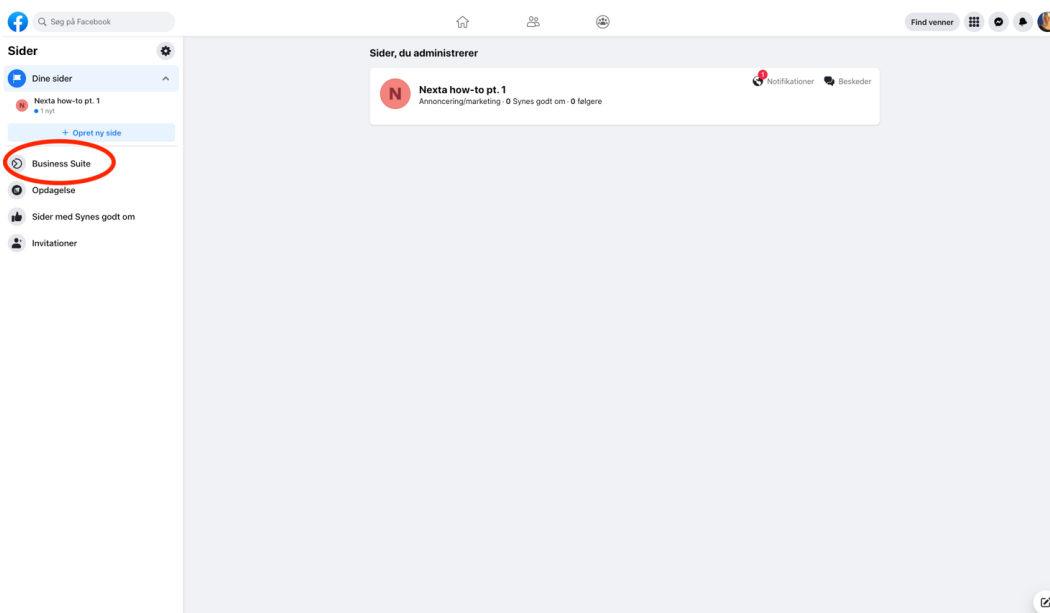 Søg på Facebook
Find venner
Sider
Dine sider
N
Nexta how-to pt. 1
1 nyt
+ Opret ny side
Business Suite
Opdagelse
Sider med Synes godt om
Invitationer
Sider, du administrerer
N
Nexta how-to pt. 1
Annoncering/marketing · 0 Synes godt om · 0 følgere
1
Notifikationer
Beskeder